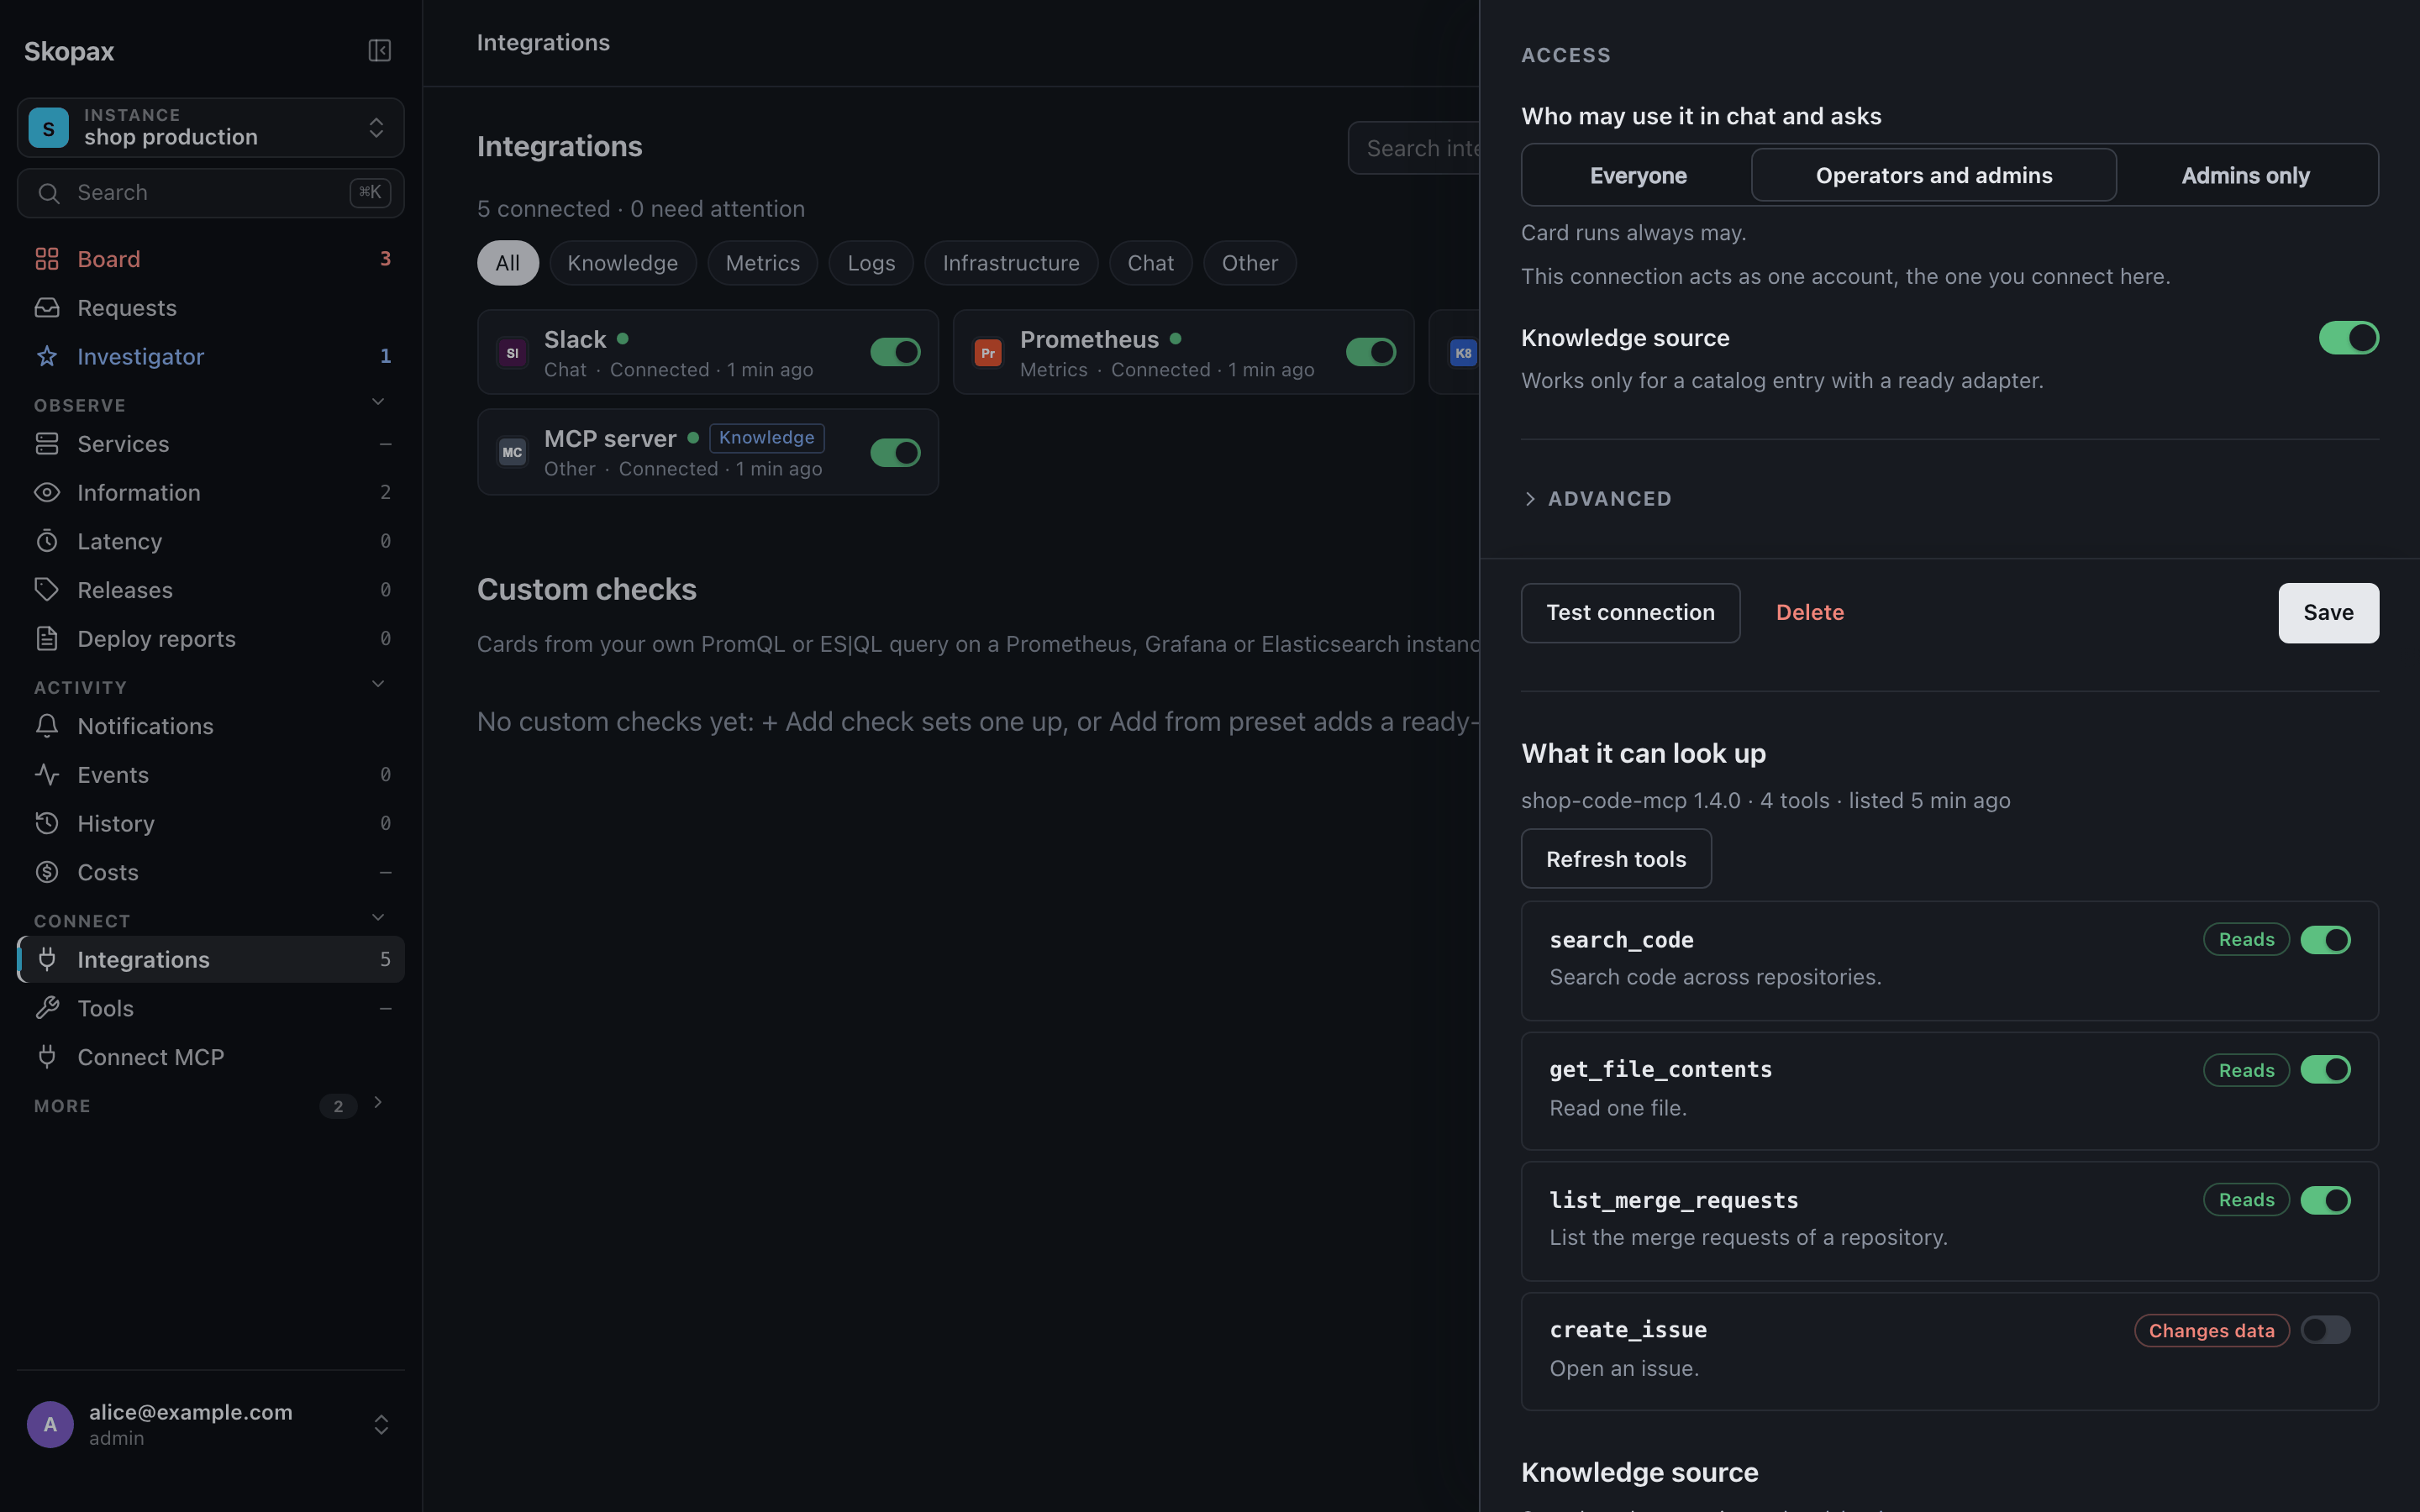 Skopax
S
INSTANCE
shop production
Search
⌘K
Board
3
Requests
Investigator
1
OBSERVE
Services
–
Information
2
Latency
0
Releases
0
Deploy reports
0
ACTIVITY
Notifications
Events
0
History
0
Costs
–
CONNECT
Integrations
5
Tools
–
Connect MCP
MORE
2
A
alice@example.com
admin
Integrations
Integrations
Search inte
5 connected · 0 need attention
All
Knowledge
Metrics
Logs
Infrastructure
Chat
Other
Sl
Slack
Chat · Connected · 1 min ago
Pr
Prometheus
Metrics · Connected · 1 min ago
K8
MC
MCP server
Knowledge
Other · Connected · 1 min ago
Custom checks
Cards from your own PromQL or ES|QL query on a Prometheus, Grafana or Elasticsearch instanc
No custom checks yet: + Add check sets one up, or Add from preset adds a ready-
ACCESS
Who may use it in chat and asks
Everyone
Operators and admins
Admins only
Card runs always may.
This connection acts as one account, the one you connect here.
Knowledge source
Works only for a catalog entry with a ready adapter.
ADVANCED
Test connection
Delete
Save
What it can look up
shop-code-mcp 1.4.0 · 4 tools · listed 5 min ago
Refresh tools
search_code
Reads
Search code across repositories.
get_file_contents
Reads
Read one file.
list_merge_requests
Reads
List the merge requests of a repository.
create_issue
Changes data
Open an issue.
Knowledge source